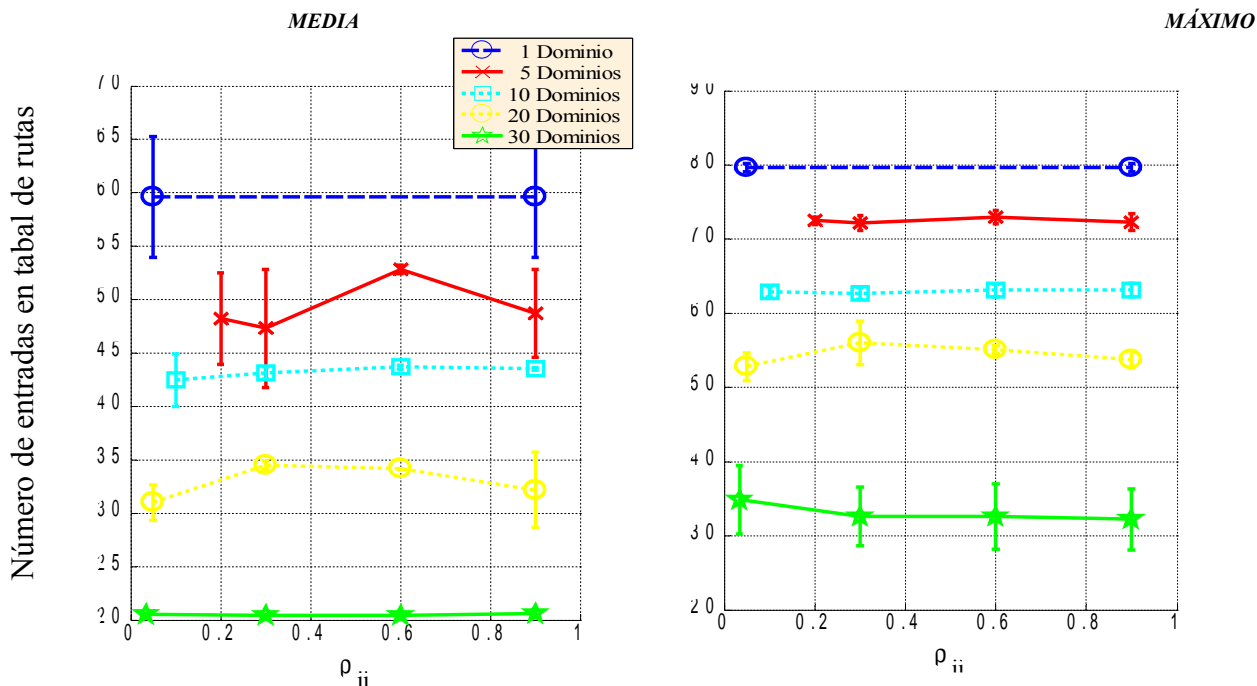 MEDIA
MÁXIMO
1 Dominio
5 Dominios
10 Dominios
20 Dominios
30 Dominios
Número de entradas en tabal de rutas
70
65
60
55
50
45
40
35
30
25
20
0 0.2 0.4 0.6 0.8 1
ρ ii
90
80
70
60
50
40
30
20
0 0.2 0.4 0.6 0.8 1
ρ ii